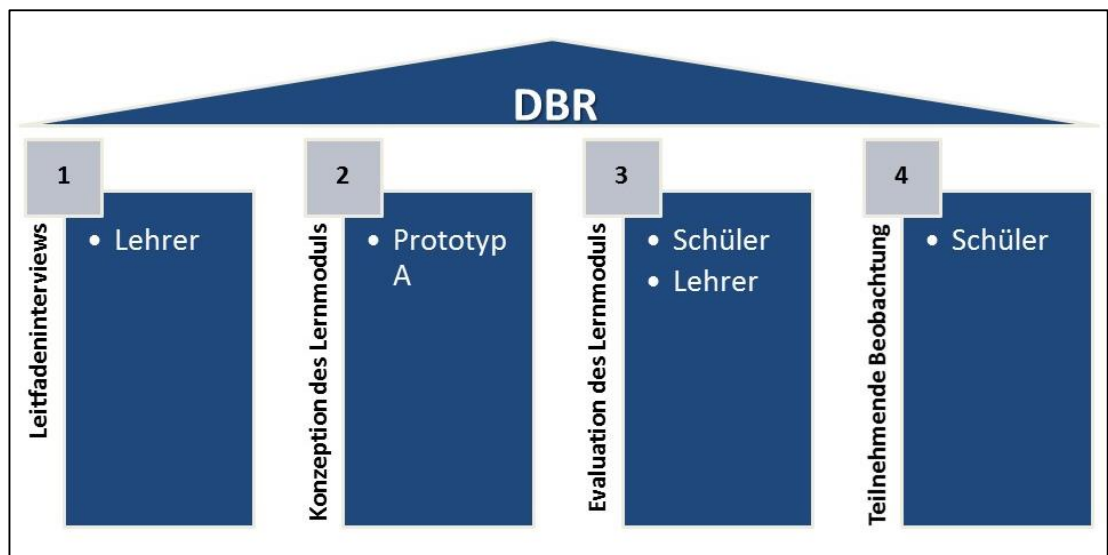 DBR
1
Leitfadeninterviews
• Lehrer
2
Konzeption des Lernmoduls
• Prototyp
A
3
Evaluation des Lernmoduls
• Schüler
• Lehrer
4
Teilnehmende Beobachtung
• Schüler